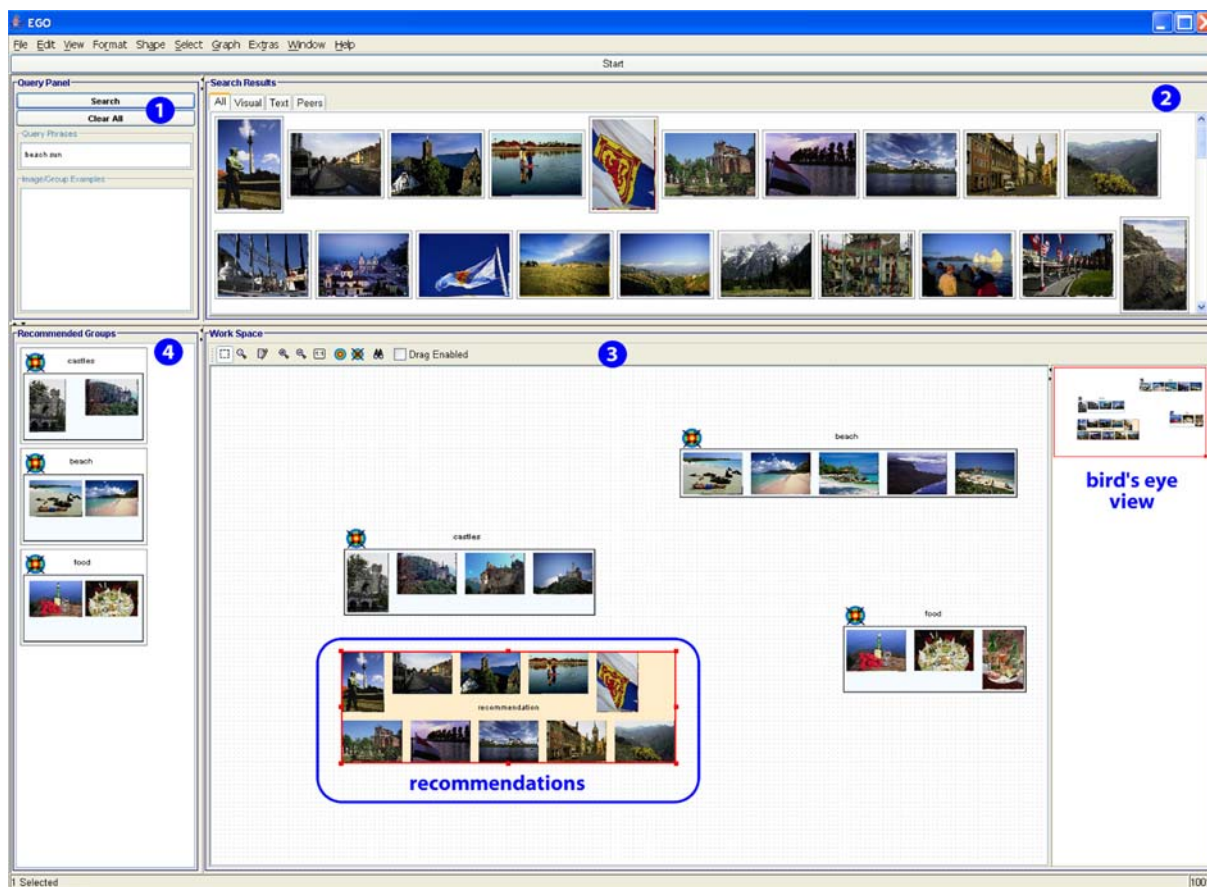 EGO
File Edit View Format Shape Select Graph Extras Window Help
Start
Query Panel
Search
1
Clear All
Query Phrases
beach sun
Image/Group Examples
Search Results
2
All Visual Text Peers
Recommended Groups
4
castles
beach
food
Work Space
3
Drag Enabled
beach
castles
food
recommendation
recommendations
bird's eye
view
1 Selected
100